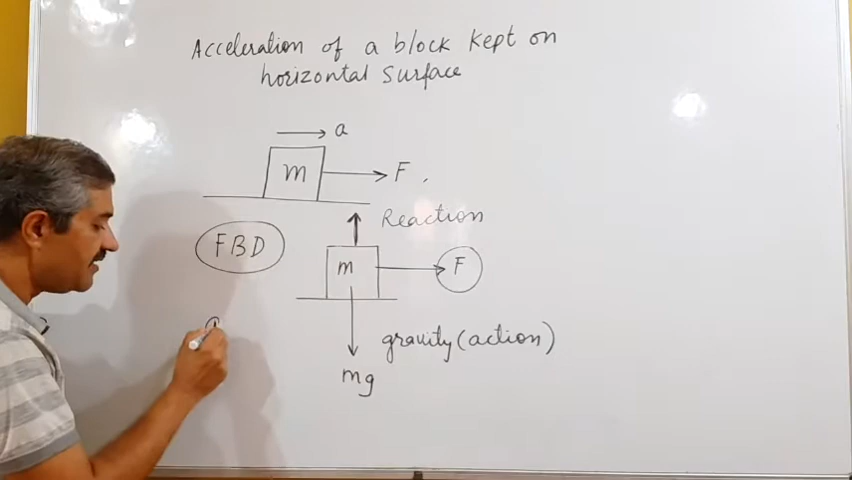 Acceleration of a block kept on
horizontal surface
a
m
F.
Reaction
FBD
m
F
gravity (action)
mg